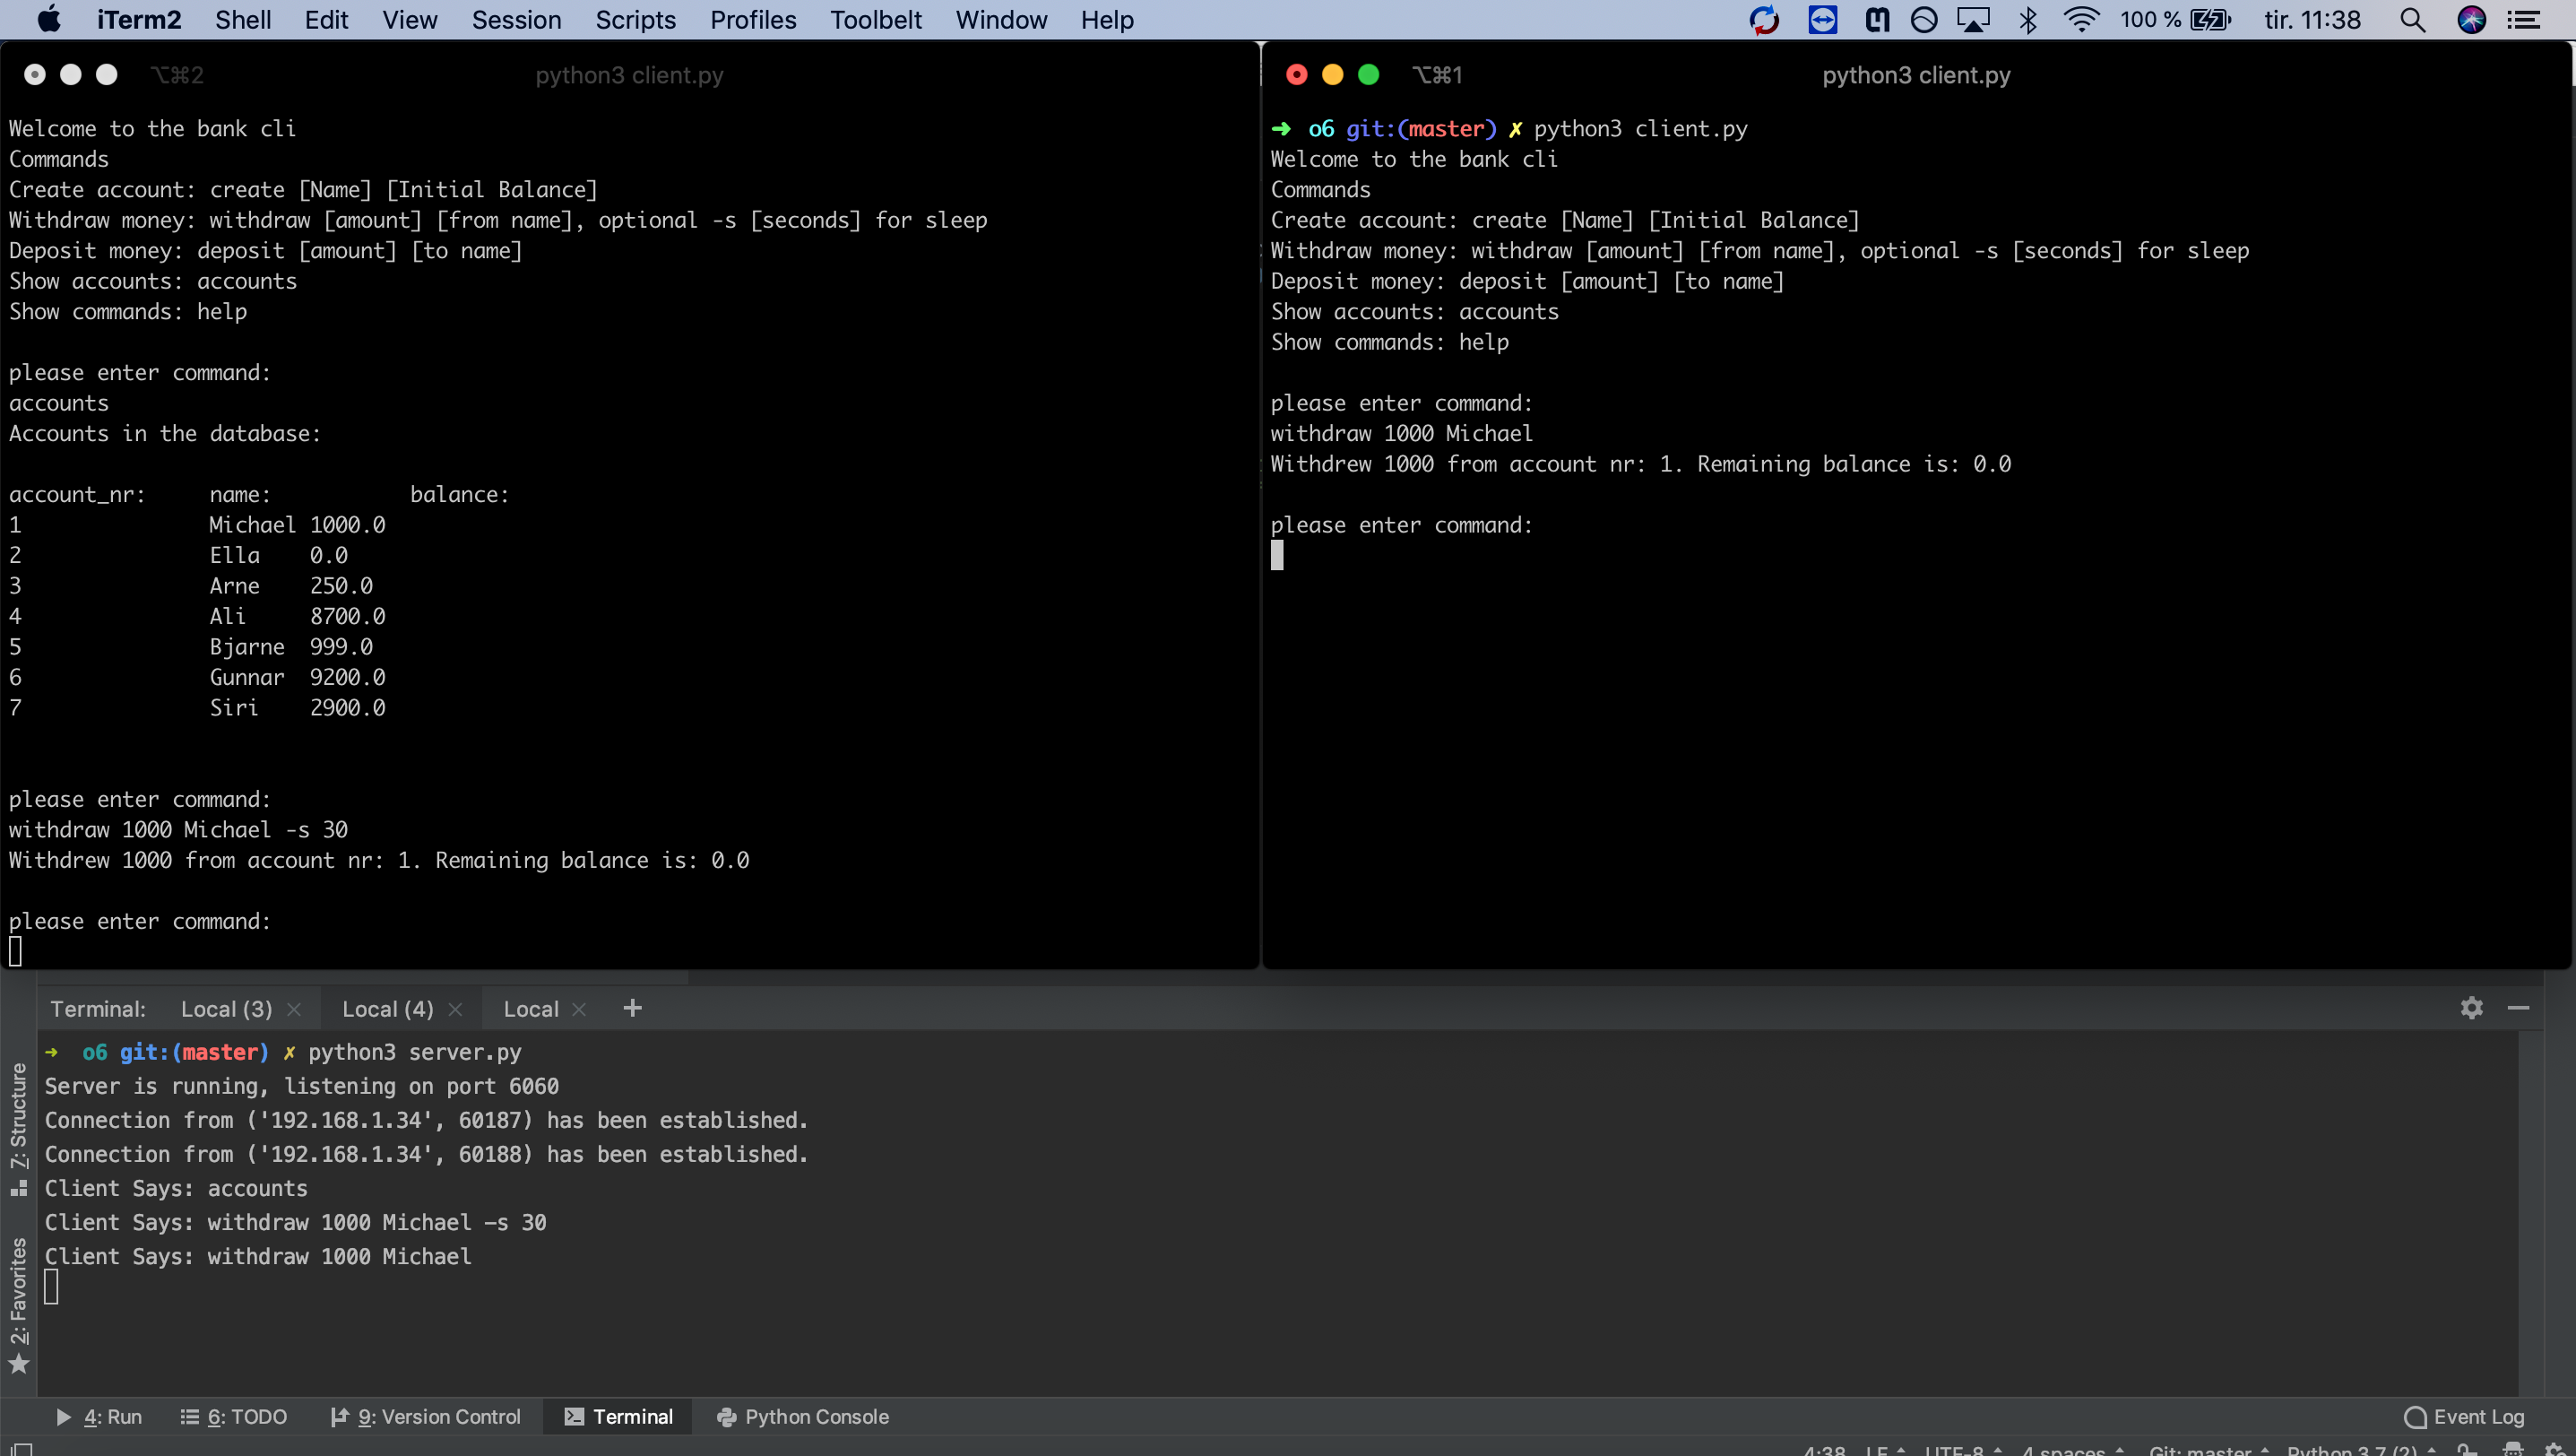 iTerm2 Shell Edit View Session Scripts Profiles Toolbelt Window Help 100 % tir. 11:38
⌥⌘2 python3 client.py
Welcome to the bank cli
Commands
Create account: create [Name] [Initial Balance]
Withdraw money: withdraw [amount] [from name], optional -s [seconds] for sleep
Deposit money: deposit [amount] [to name]
Show accounts: accounts
Show commands: help
please enter command:
accounts
Accounts in the database:
account_nr: name: balance:
1 Michael 1000.0
2 Ella 0.0
3 Arne 250.0
4 Ali 8700.0
5 Bjarne 999.0
6 Gunnar 9200.0
7 Siri 2900.0
please enter command:
withdraw 1000 Michael -s 30
Withdrew 1000 from account nr: 1. Remaining balance is: 0.0
please enter command:
⌥⌘1 python3 client.py
➜ o6 git:(master) ✗ python3 client.py
Welcome to the bank cli
Commands
Create account: create [Name] [Initial Balance]
Withdraw money: withdraw [amount] [from name], optional -s [seconds] for sleep
Deposit money: deposit [amount] [to name]
Show accounts: accounts
Show commands: help
please enter command:
withdraw 1000 Michael
Withdrew 1000 from account nr: 1. Remaining balance is: 0.0
please enter command:
Terminal: Local (3) × Local (4) × Local × +
➜ o6 git:(master) ✗ python3 server.py
Server is running, listening on port 6060
Connection from ('192.168.1.34', 60187) has been established.
Connection from ('192.168.1.34', 60188) has been established.
Client Says: accounts
Client Says: withdraw 1000 Michael -s 30
Client Says: withdraw 1000 Michael
Z: Structure
2: Favorites
4: Run 6: TODO 9: Version Control Terminal Python Console Event Log
4:38 LF UTF-8 4 spaces Git: master Python 3.7 (2)